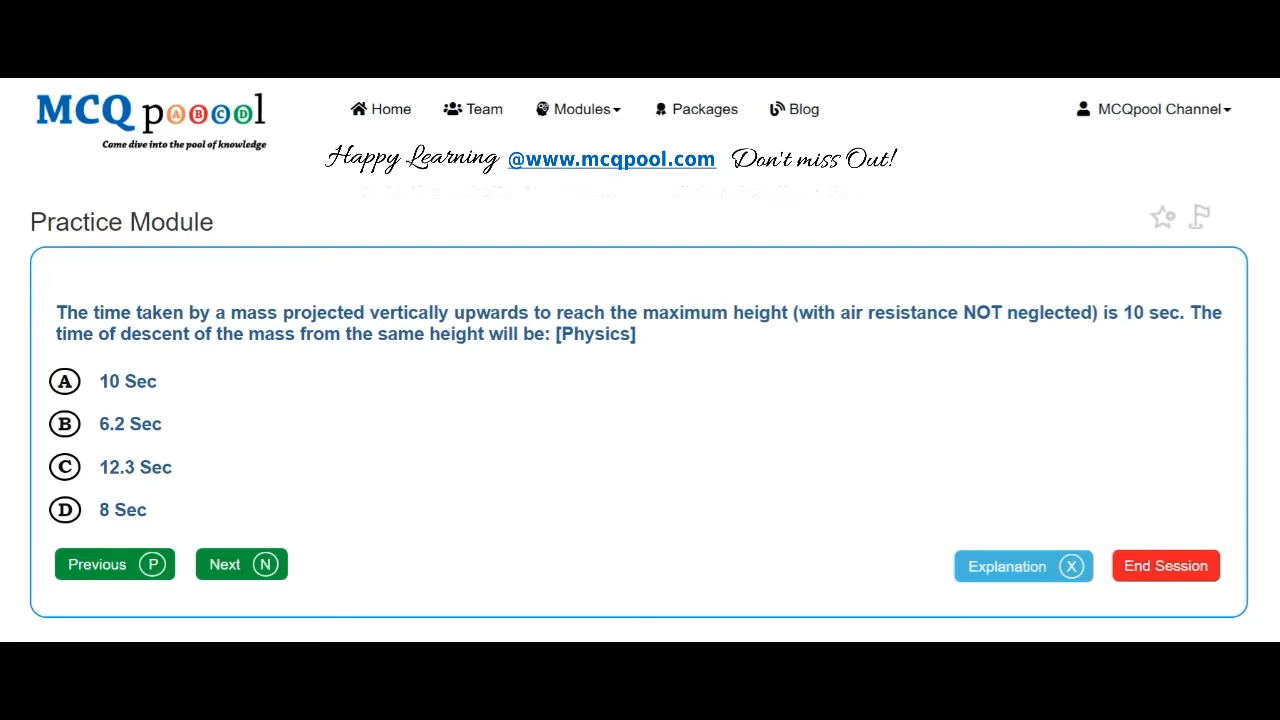 MCQ pooool
Come dive into the pool of knowledge
Home Team Modules Packages Blog MCQpool Channel
Happy Learning @www.mcqpool.com Don't miss Out!
Practice Module
The time taken by a mass projected vertically upwards to reach the maximum height (with air resistance NOT neglected) is 10 sec. The
time of descent of the mass from the same height will be: [Physics]
A 10 Sec
B 6.2 Sec
C 12.3 Sec
D 8 Sec
Previous P Next N Explanation X End Session